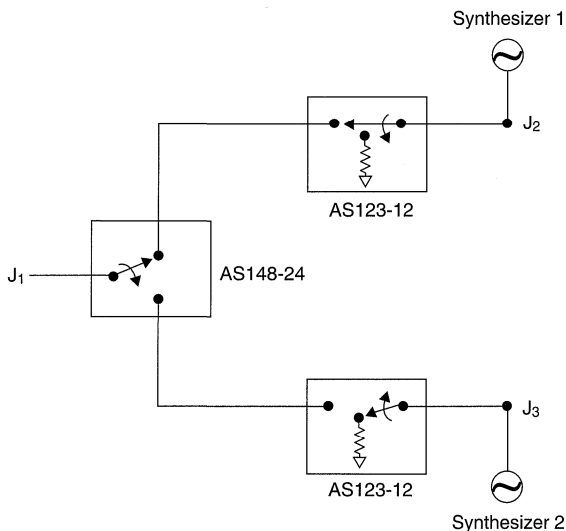 Synthesizer 1
J2
AS123-12
J1
AS148-24
J3
AS123-12
Synthesizer 2